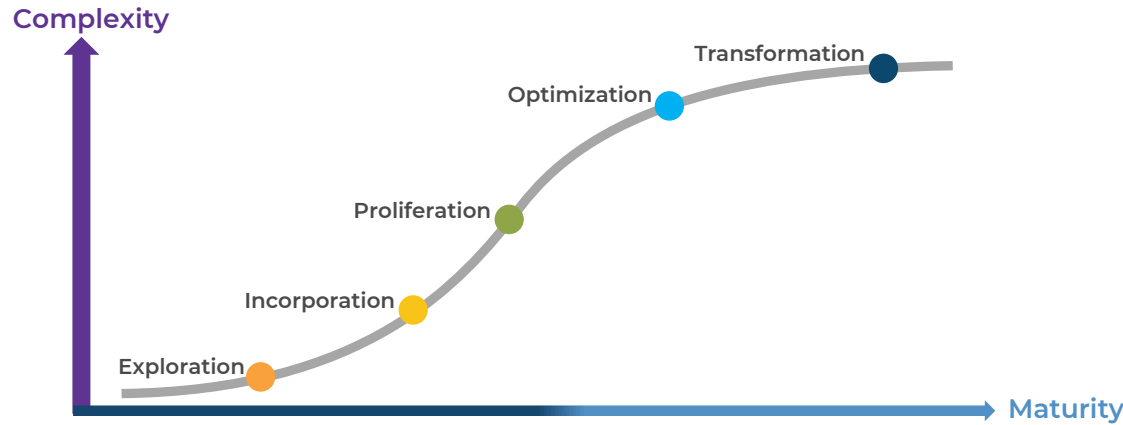 Complexity
Transformation
Optimization
Proliferation
Incorporation
Exploration
Maturity